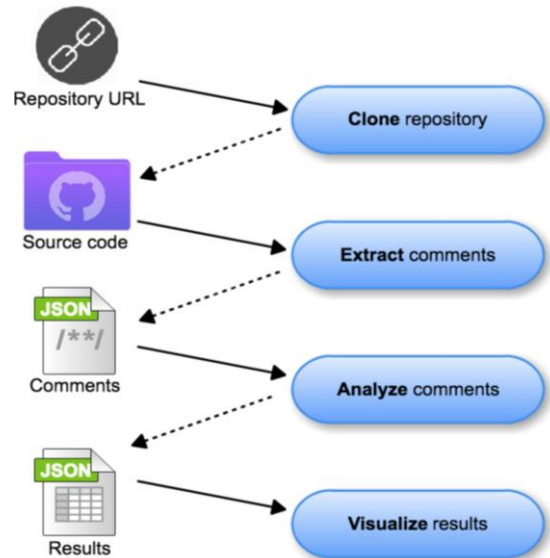 Repository URL
Clone repository
Source code
Extract comments
JSON
/**/
Comments
Analyze comments
JSON
Results
Visualize results